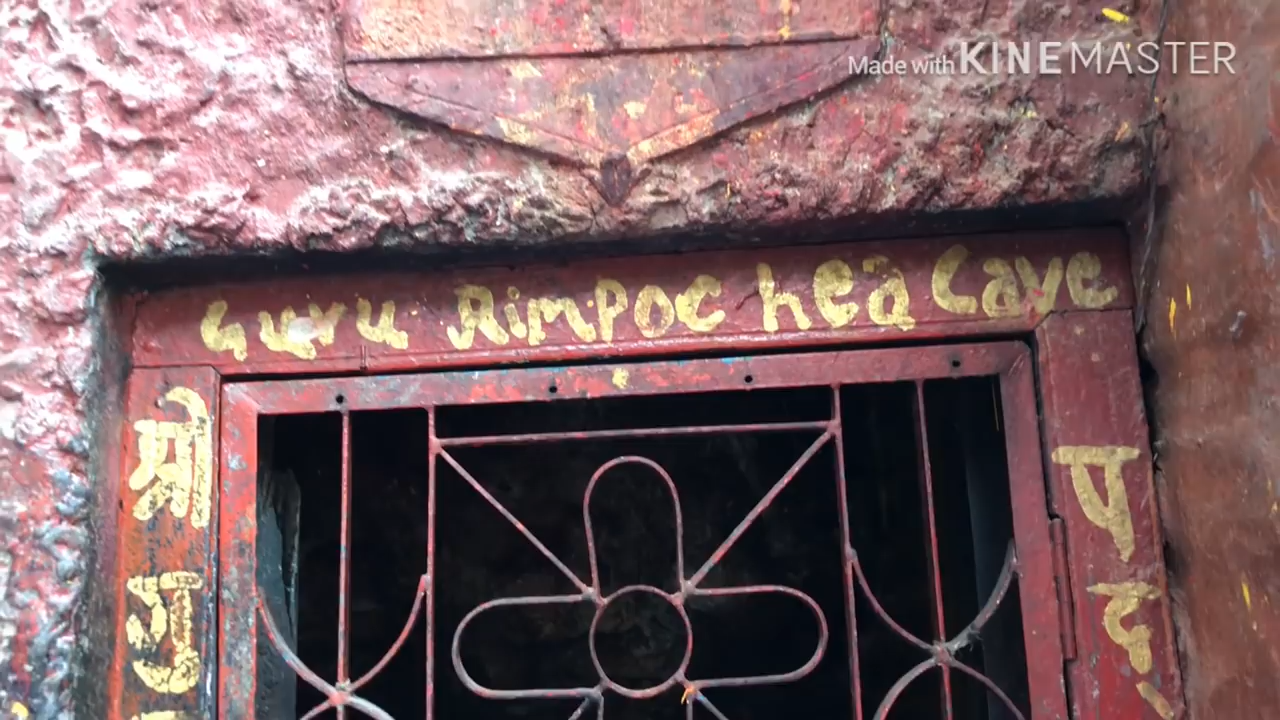 Made with KINEMASTER
Guru Rimpoc hea Cave
श्री
गु
प
द